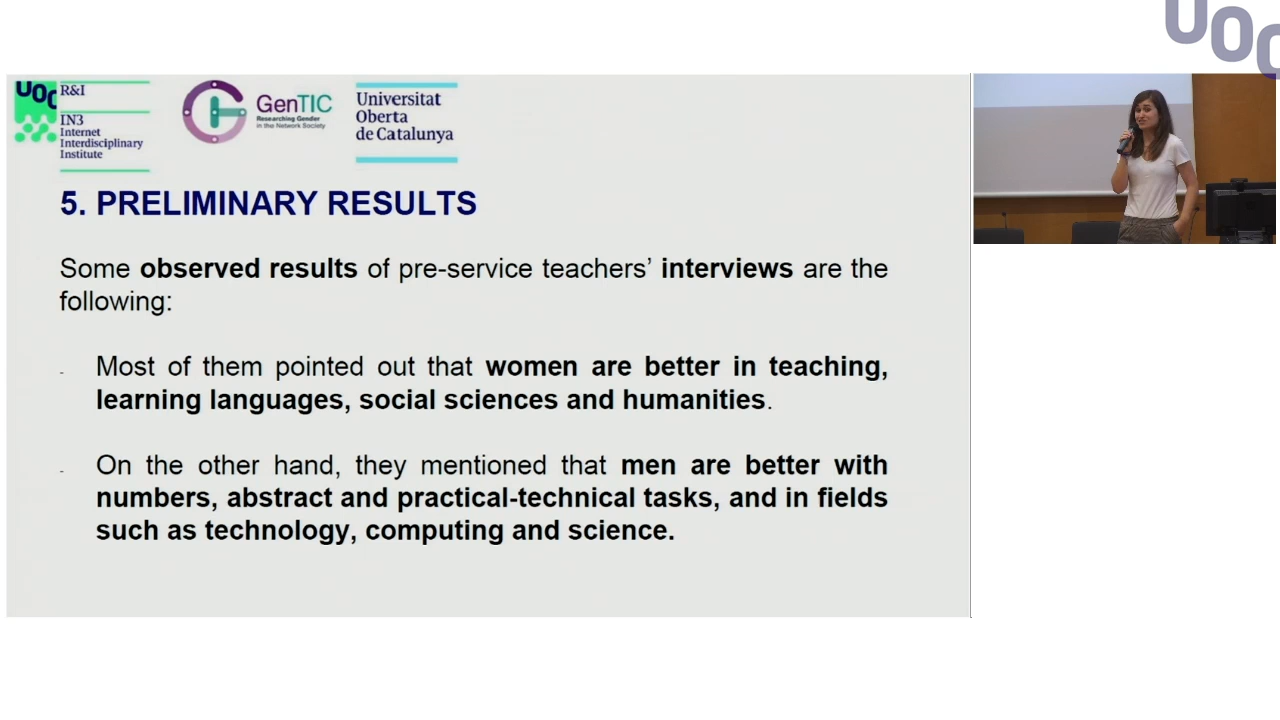 UOC
UOC
R&I
IN3
Internet
Interdisciplinary
Institute
GenTIC
Researching Gender
in the Network Society
Universitat
Oberta
de Catalunya
5. PRELIMINARY RESULTS
Some observed results of pre-service teachers’ interviews are the
following:
- Most of them pointed out that women are better in teaching,
learning languages, social sciences and humanities.
- On the other hand, they mentioned that men are better with
numbers, abstract and practical-technical tasks, and in fields
such as technology, computing and science.